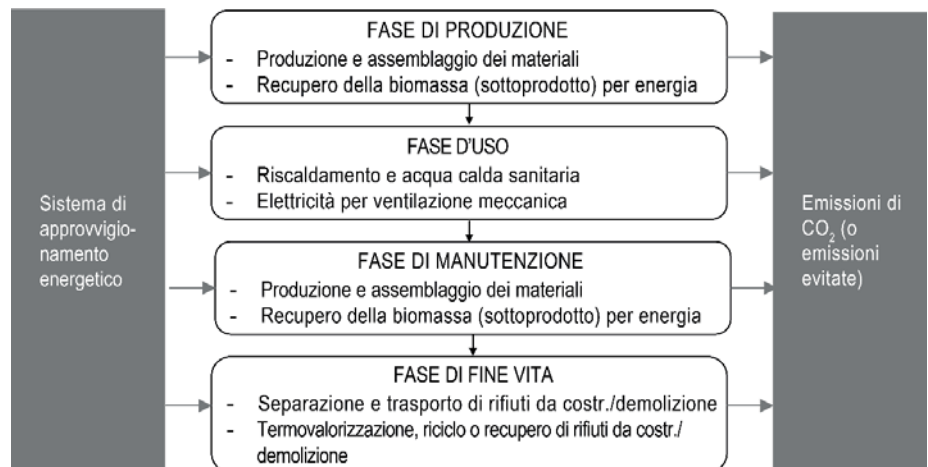 FASE DI PRODUZIONE
- Produzione e assemblaggio dei materiali
- Recupero della biomassa (sottoprodotto) per energia
FASE D'USO
- Riscaldamento e acqua calda sanitaria
- Elettricità per ventilazione meccanica
Sistema di
approvvigio-
namento
energetico
Emissioni di
CO₂ (o
emissioni
evitate)
FASE DI MANUTENZIONE
- Produzione e assemblaggio dei materiali
- Recupero della biomassa (sottoprodotto) per energia
FASE DI FINE VITA
- Separazione e trasporto di rifiuti da costr./demolizione
- Termovalorizzazione, riciclo o recupero di rifiuti da costr./
demolizione